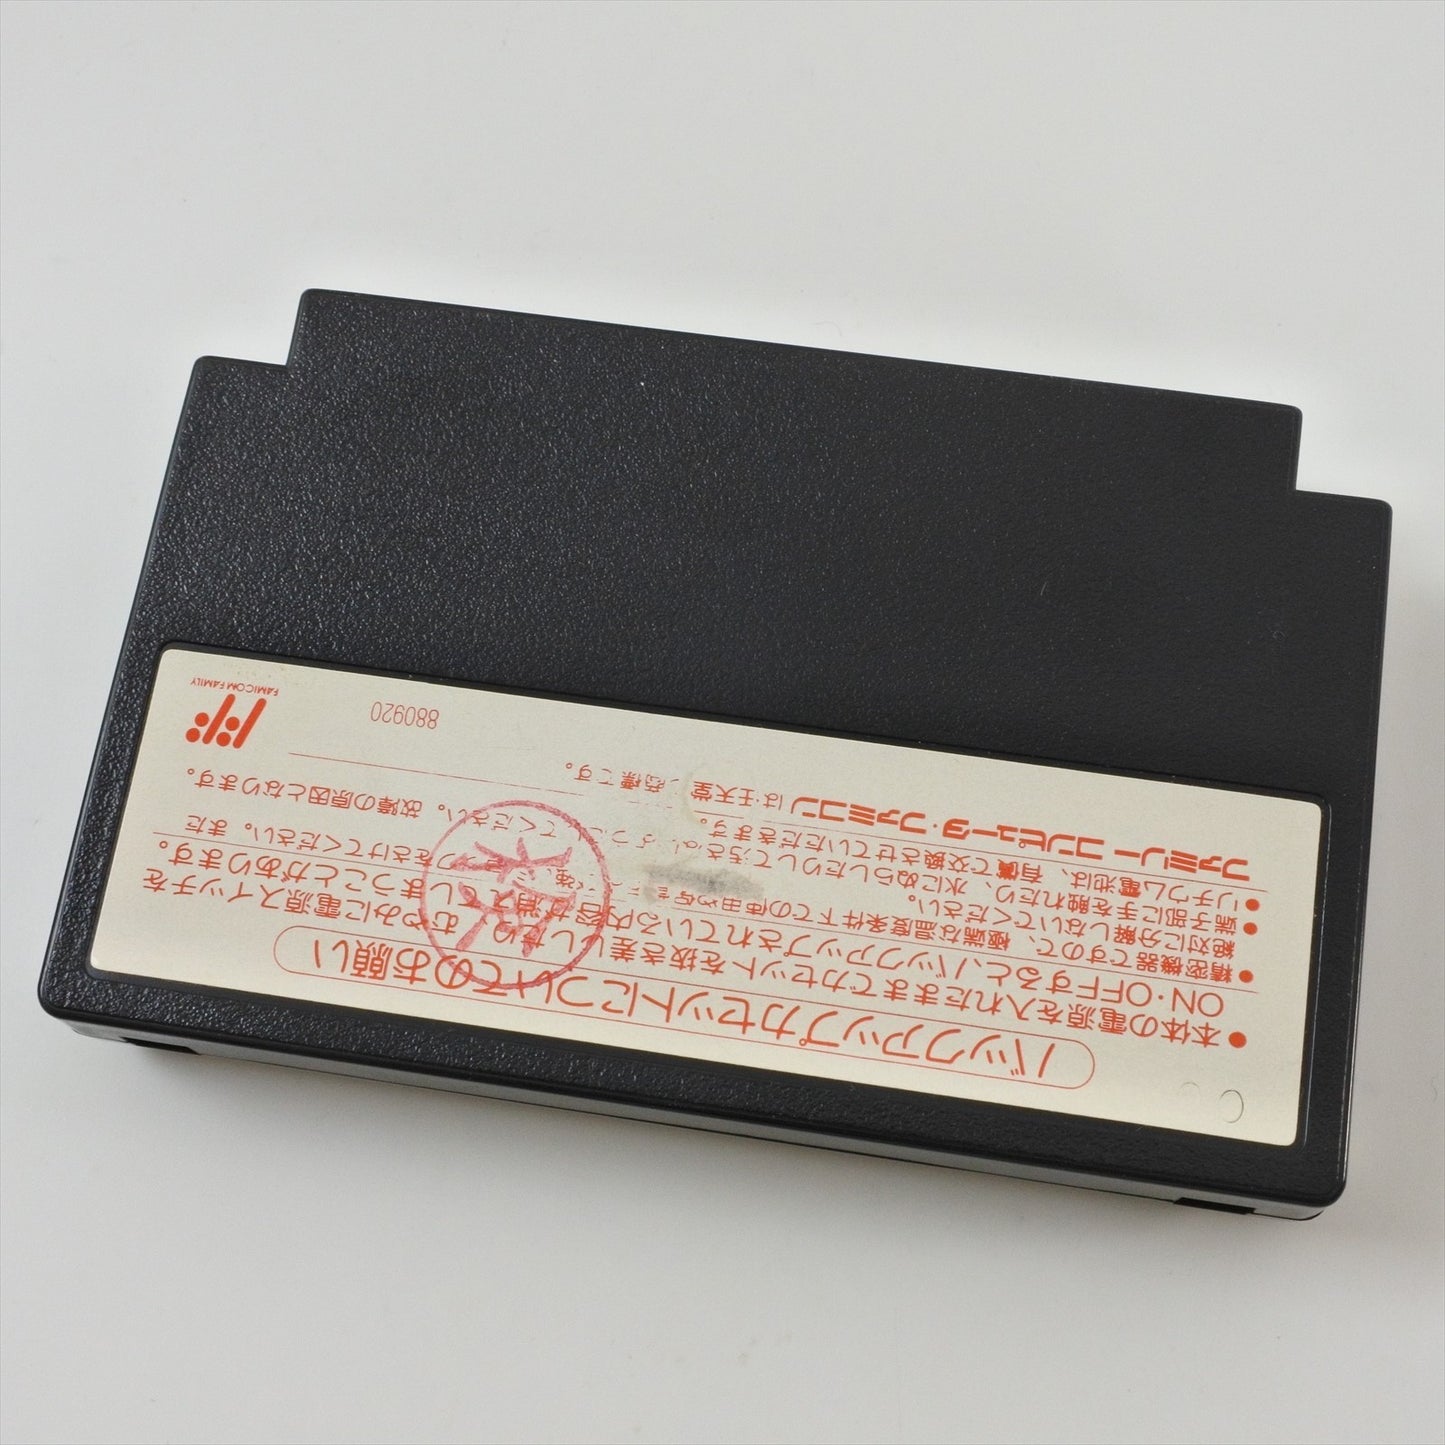 バックアップカセットについてのお願い
●本体の電源を入れたままでカセットを抜き差ししたり むやみに電源スイッチを
ON・OFFすると、バックアップされている内容が消えてしまうことがあります。
●精密機器ですので、極端な温度条件下での使用や保 強い をさけてください。また
絶対に分解しないでください。
●端子部に手を触れたり、水にぬらしたりして汚さ ようにしてください。故障の原因となります。
●リチウム電池は、有償で交換させていただきます。
ファミリー コンピュータ・ファミコン は 任天堂 商標です。
880920
FAMICOM FAMILY